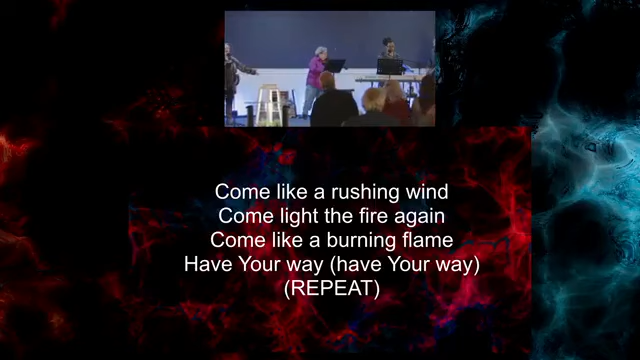 Come like a rushing wind
Come light the fire again
Come like a burning flame
Have Your way (have Your way)
(REPEAT)